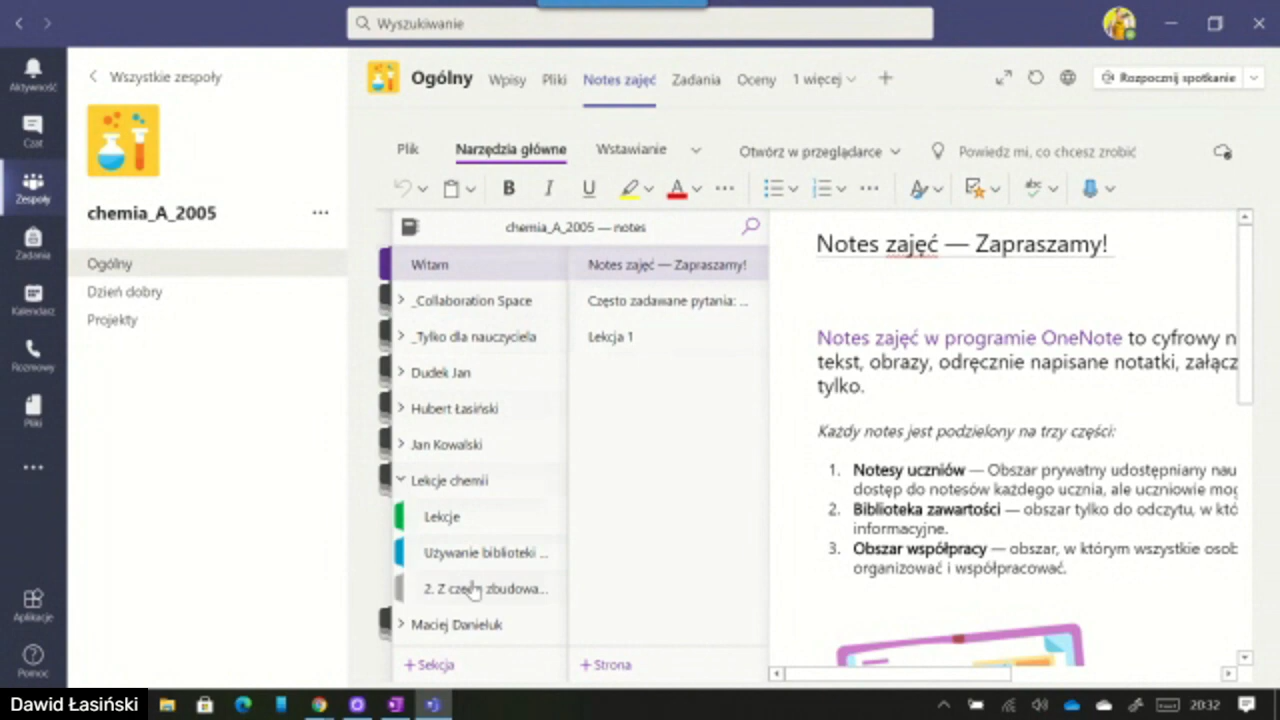 Wyszukiwanie
Aktywność
Czat
Zespoły
Zadania
Kalendarz
Rozmowy
Pliki
Aplikacje
Pomoc
Wszystkie zespoły
chemia_A_2005
Ogólny
Dzień dobry
Projekty
Ogólny Wpisy Pliki Notes zajęć Zadania Oceny 1 więcej
Rozpocznij spotkanie
Plik Narzędzia główne Wstawianie Otwórz w przeglądarce Powiedz mi, co chcesz zrobić
B I U A
abc
chemia_A_2005 — notes
Witam
_Collaboration Space
_Tylko dla nauczyciela
Dudek Jan
Hubert Łasiński
Jan Kowalski
Lekcje chemii
Lekcje
Używanie biblioteki ...
2. Z czego zbudowa...
Maciej Danieluk
+ Sekcja
Notes zajęć — Zapraszamy!
Często zadawane pytania: ...
Lekcja 1
+ Strona
Notes zajęć — Zapraszamy!
Notes zajęć w programie OneNote to cyfrowy n
tekst, obrazy, odręcznie napisane notatki, załącz
tylko.
Każdy notes jest podzielony na trzy części:
1. Notesy uczniów — Obszar prywatny udostępniany nau
dostęp do notesów każdego ucznia, ale uczniowie mog
2. Biblioteka zawartości — obszar tylko do odczytu, w któ
informacyjne.
3. Obszar współpracy — obszar, w którym wszystkie osob
organizować i współpracować.
Dawid Łasiński
20:32